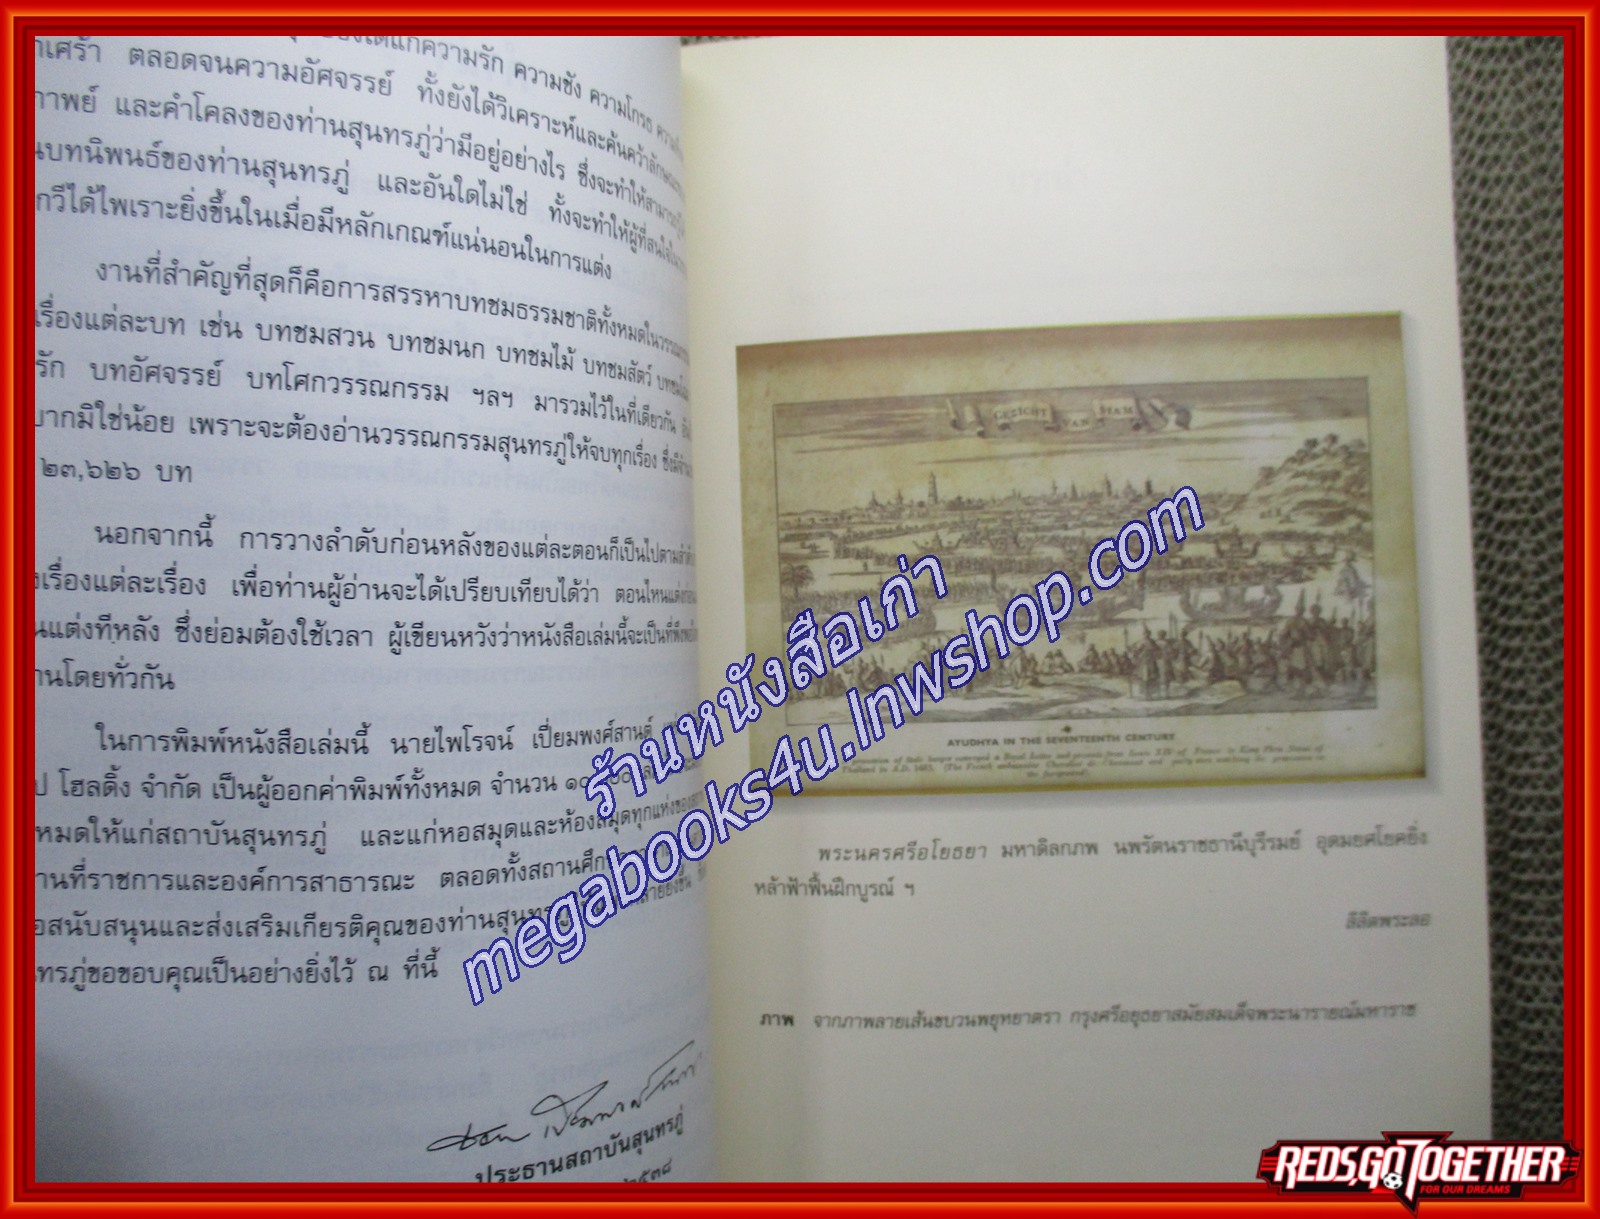 ได้แก่ความรัก ความชัง ความโกรธ
เศร้า ตลอดจนความอัศจรรย์ ทั้งยังได้วิเคราะห์และค้นคว้า
กาพย์ และคำโคลงของท่านสุนทรภู่ว่ามีอยู่อย่างไร ซึ่งจะทำให้สามารถ
บทนิพนธ์ของท่านสุนทรภู่ และอันใดไม่ใช่ ทั้งจะทำให้ผู้ที่สนใจ
กวีได้ไพเราะยิ่งขึ้นในเมื่อมีหลักเกณฑ์แน่นอนในการแต่ง
งานที่สำคัญที่สุดก็คือการสรรหาบทชมธรรมชาติทั้งหมดใน
เรื่องแต่ละบท เช่น บทชมสวน บทชมนก บทชมไม้ บทชมสัตว์
รัก บทอัศจรรย์ บทโศกวรรณกรรม ฯลฯ มารวมไว้ในที่เดียวกัน
มิใช่น้อย เพราะจะต้องอ่านวรรณกรรมสุนทรภู่ให้จบทุกเรื่อง
๒๓,๖๒๖ บท
นอกจากนี้ การวางลำดับก่อนหลังของแต่ละตอนก็เป็นไปตาม
เรื่องแต่ละเรื่อง เพื่อท่านผู้อ่านจะได้เปรียบเทียบได้ว่า ตอนไหนแต่ง
แต่งทีหลัง ซึ่งย่อมต้องใช้เวลา ผู้เขียนหวังว่าหนังสือเล่มนี้จะเป็นที่
โดยทั่วกัน
ในการพิมพ์หนังสือเล่มนี้ นายไพโรจน์ เปี่ยมพงศ์สานต์
ป โฮลดิ้ง จำกัด เป็นผู้ออกค่าพิมพ์ทั้งหมด จำนวน
หมดให้แก่สถาบันสุนทรภู่ และแก่หอสมุดและห้องสมุดทุกแห่งของ
ที่ราชการและองค์การสาธารณะ ตลอดทั้งสถานศึกษา
สนับสนุนและส่งเสริมเกียรติคุณของท่านสุนทรภู่
ทรภู่ขอขอบคุณเป็นอย่างยิ่งไว้ ณ ที่นี้
ประธานสถาบันสุนทรภู่
GEZICHT VAN SIAM
AYUDHYA IN THE SEVENTEENTH CENTURY
พระนครศรีอโยธยา มหาดิลกภพ นพรัตนราชธานีบุรีรมย์ อุดมยศโยคยิ่ง
หล้าฟ้าฟื้นฝึกบูรณ์ ฯ
ลิลิตพระลอ
ภาพ จากภาพลายเส้นขบวนพยุหยาตรา กรุงศรีอยุธยาสมัยสมเด็จพระนารายณ์มหาราช
ร้านหนังสือเก่า
megabooks4u.lnwshop.com
REDS,GO TOGETHER
FOR OUR DREAMS